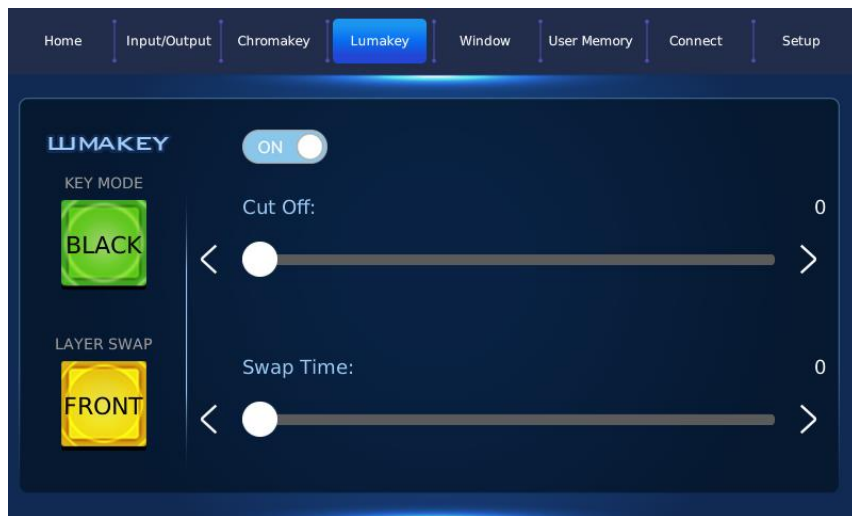 Home Input/Output Chromakey Lumakey Window User Memory Connect Setup
LUMAKEY
ON
KEY MODE
Cut Off: 0
BLACK
LAYER SWAP
Swap Time: 0
FRONT